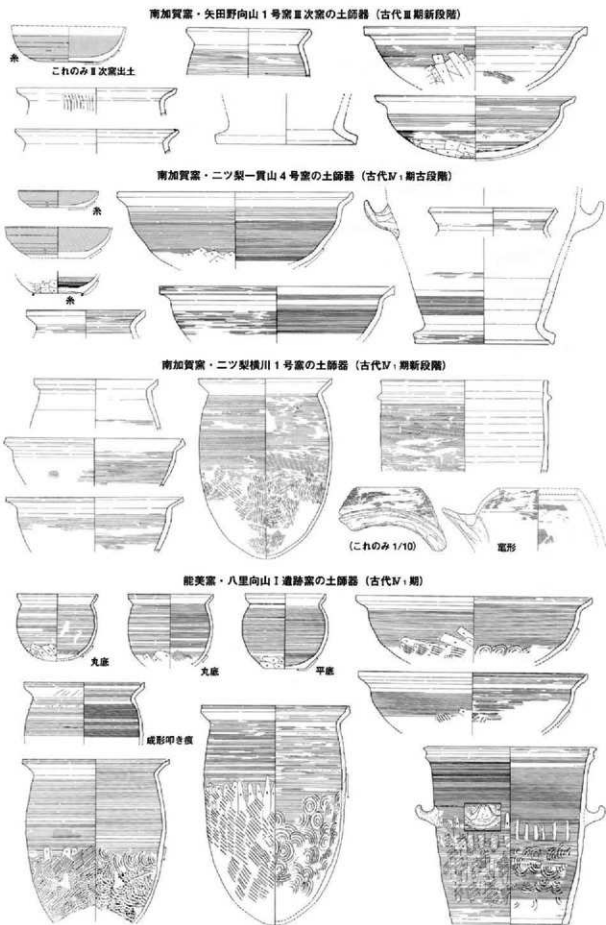 南加賀窯・矢田野向山1号窯Ⅲ次窯の土師器（古代Ⅲ期新段階）
糸
これのみⅡ次窯出土
南加賀窯・二ツ梨一貫山4号窯の土師器（古代Ⅳ1期古段階）
糸
糸
南加賀窯・二ツ梨横川1号窯の土師器（古代Ⅳ1期新段階）
（これのみ 1/10）
竈形
能美窯・八里向山Ⅰ遺跡窯の土師器（古代Ⅳ1期）
丸底
丸底
平底
成形叩き痕